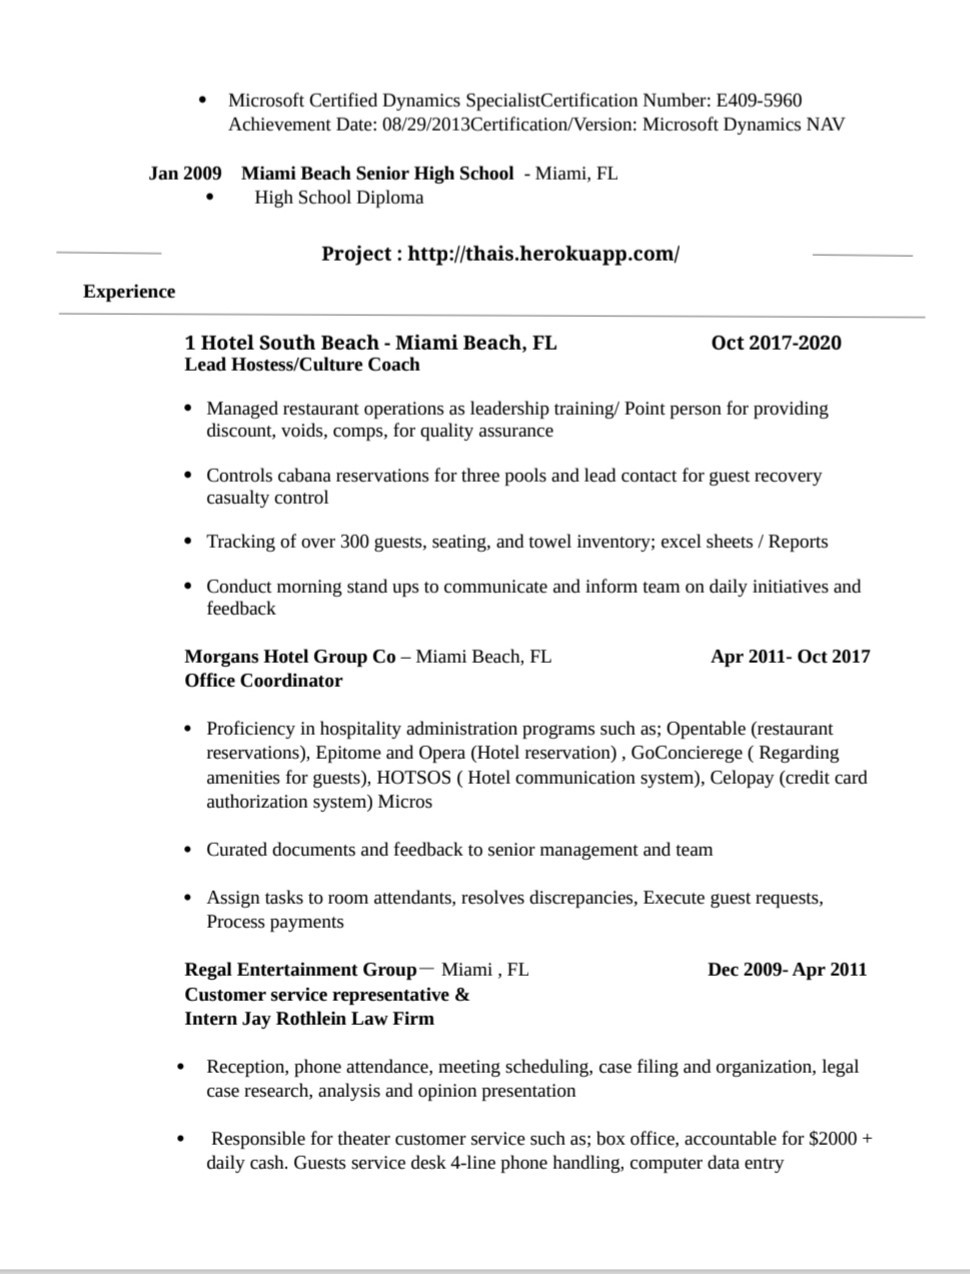 • Microsoft Certified Dynamics SpecialistCertification Number: E409-5960
Achievement Date: 08/29/2013Certification/Version: Microsoft Dynamics NAV
Jan 2009 Miami Beach Senior High School - Miami, FL
• High School Diploma
Project : http://thais.herokuapp.com/
Experience
1 Hotel South Beach - Miami Beach, FL Oct 2017-2020
Lead Hostess/Culture Coach
• Managed restaurant operations as leadership training/ Point person for providing
discount, voids, comps, for quality assurance
• Controls cabana reservations for three pools and lead contact for guest recovery
casualty control
• Tracking of over 300 guests, seating, and towel inventory; excel sheets / Reports
• Conduct morning stand ups to communicate and inform team on daily initiatives and
feedback
Morgans Hotel Group Co – Miami Beach, FL Apr 2011- Oct 2017
Office Coordinator
• Proficiency in hospitality administration programs such as; Opentable (restaurant
reservations), Epitome and Opera (Hotel reservation) , GoConcierege ( Regarding
amenities for guests), HOTSOS ( Hotel communication system), Celopay (credit card
authorization system) Micros
• Curated documents and feedback to senior management and team
• Assign tasks to room attendants, resolves discrepancies, Execute guest requests,
Process payments
Regal Entertainment Group— Miami , FL Dec 2009- Apr 2011
Customer service representative &
Intern Jay Rothlein Law Firm
• Reception, phone attendance, meeting scheduling, case filing and organization, legal
case research, analysis and opinion presentation
• Responsible for theater customer service such as; box office, accountable for $2000 +
daily cash. Guests service desk 4-line phone handling, computer data entry